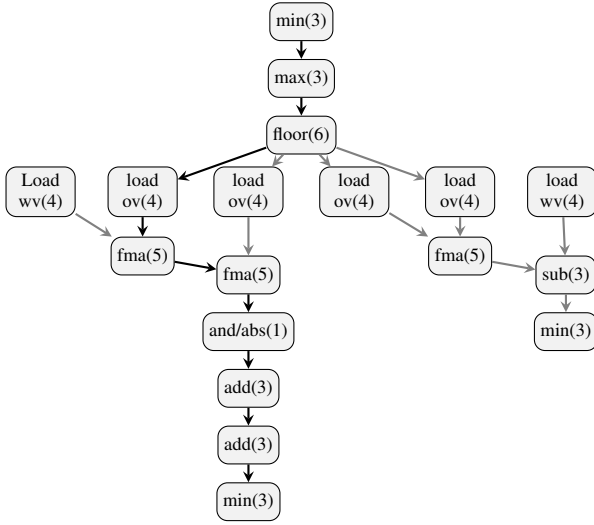 min(3)
max(3)
floor(6)
Load
wv(4)
load
ov(4)
load
ov(4)
load
ov(4)
load
ov(4)
load
wv(4)
fma(5)
fma(5)
fma(5)
sub(3)
and/abs(1)
min(3)
add(3)
add(3)
min(3)